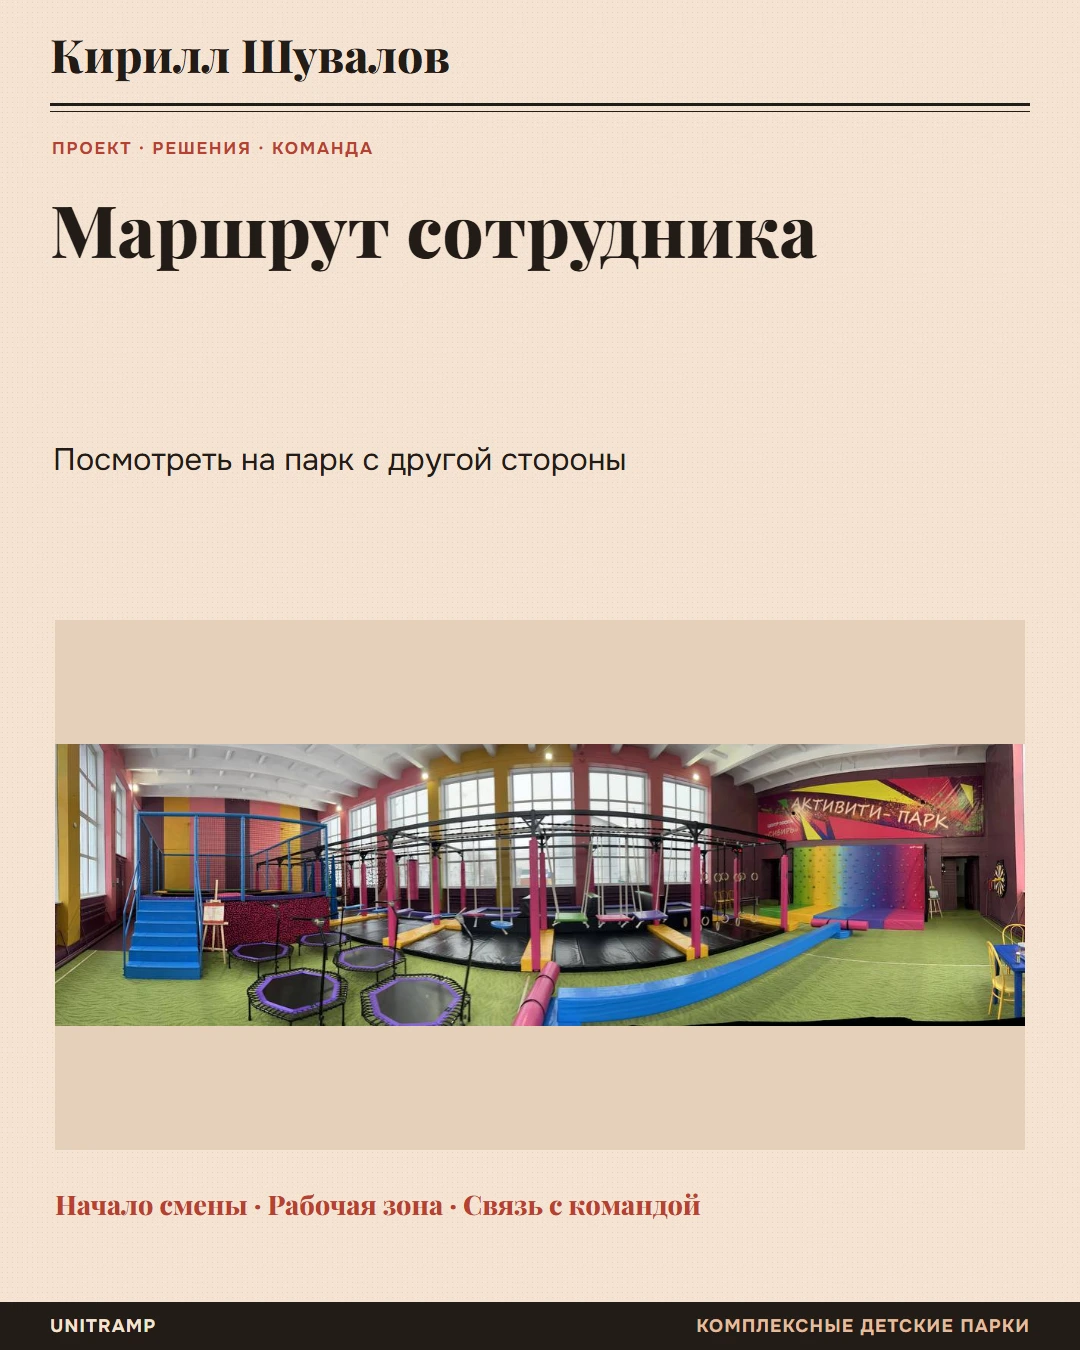 Кирилл Шувалов
ПРОЕКТ · РЕШЕНИЯ · КОМАНДА
Маршрут сотрудника
Посмотреть на парк с другой стороны
АКТИВИТИ- ПАРК
СИБИРЬ
Начало смены · Рабочая зона · Связь с командой
UNITRAMP
КОМПЛЕКСНЫЕ ДЕТСКИЕ ПАРКИ